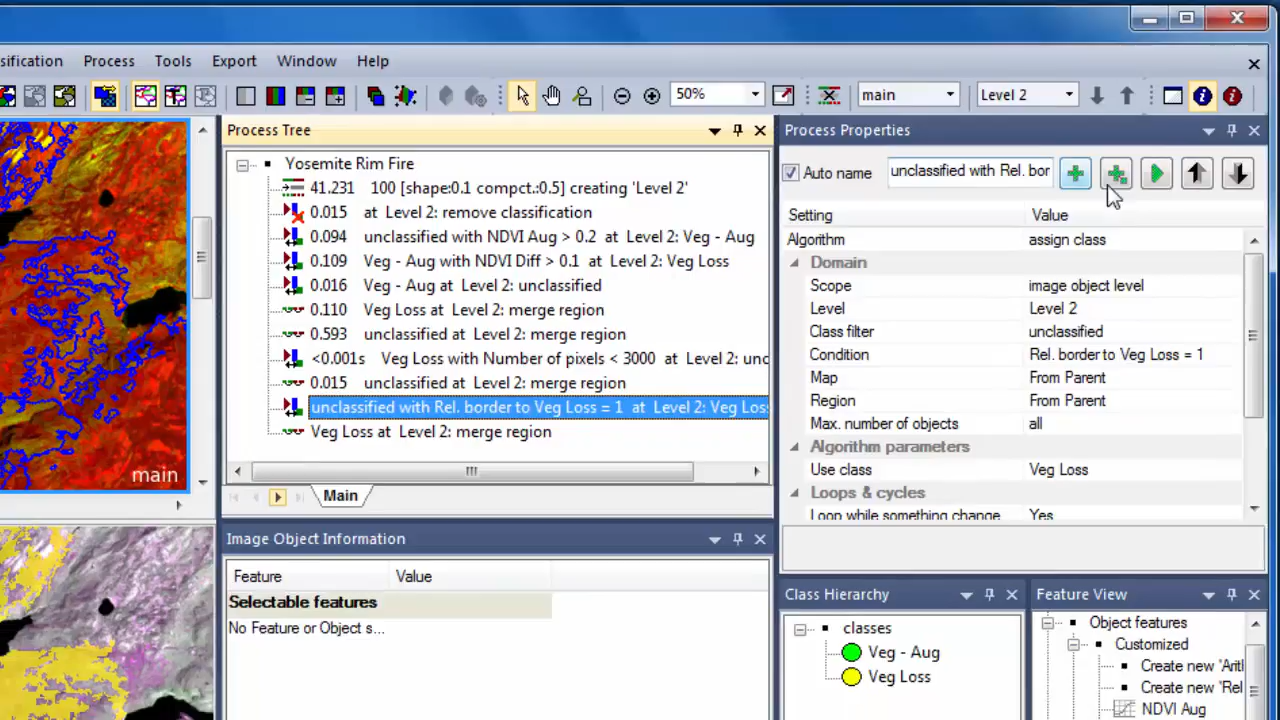 sification Process Tools Export Window Help
50% main Level 2
Process Tree
Yosemite Rim Fire
41.231 100 [shape:0.1 compct.:0.5] creating 'Level 2'
0.015 at Level 2: remove classification
0.094 unclassified with NDVI Aug > 0.2 at Level 2: Veg - Aug
0.109 Veg - Aug with NDVI Diff > 0.1 at Level 2: Veg Loss
0.016 Veg - Aug at Level 2: unclassified
0.110 Veg Loss at Level 2: merge region
0.593 unclassified at Level 2: merge region
<0.001s Veg Loss with Number of pixels < 3000 at Level 2: unc
0.015 unclassified at Level 2: merge region
unclassified with Rel. border to Veg Loss = 1 at Level 2: Veg Loss
Veg Loss at Level 2: merge region
Main
main
Process Properties
Auto name unclassified with Rel. bor
Setting Value
Algorithm assign class
Domain
Scope image object level
Level Level 2
Class filter unclassified
Condition Rel. border to Veg Loss = 1
Map From Parent
Region From Parent
Max. number of objects all
Algorithm parameters
Use class Veg Loss
Loops & cycles
Loop while something change Yes
Image Object Information
Feature Value
Selectable features
No Feature or Object s...
Class Hierarchy
classes
Veg - Aug
Veg Loss
Feature View
Object features
Customized
Create new 'Arit
Create new 'Rel
NDVI Aug